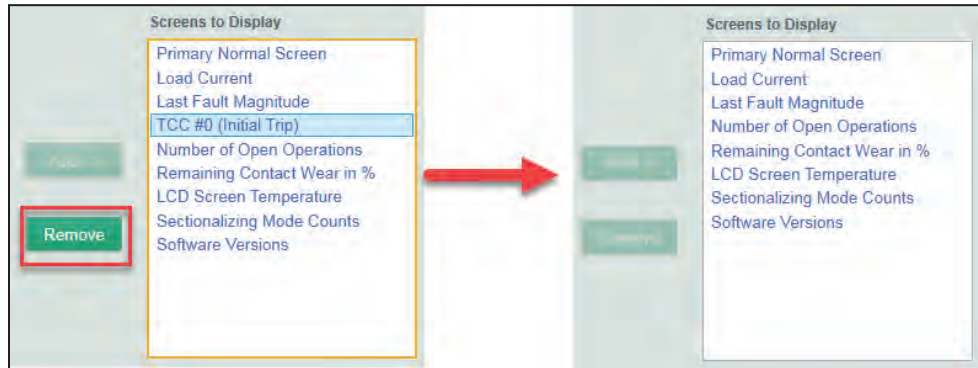 Screens to Display
Primary Normal Screen
Load Current
Last Fault Magnitude
TCC #0 (Initial Trip)
Number of Open Operations
Remaining Contact Wear in %
LCD Screen Temperature
Sectionalizing Mode Counts
Software Versions
Remove
Screens to Display
Primary Normal Screen
Load Current
Last Fault Magnitude
Number of Open Operations
Remaining Contact Wear in %
LCD Screen Temperature
Sectionalizing Mode Counts
Software Versions